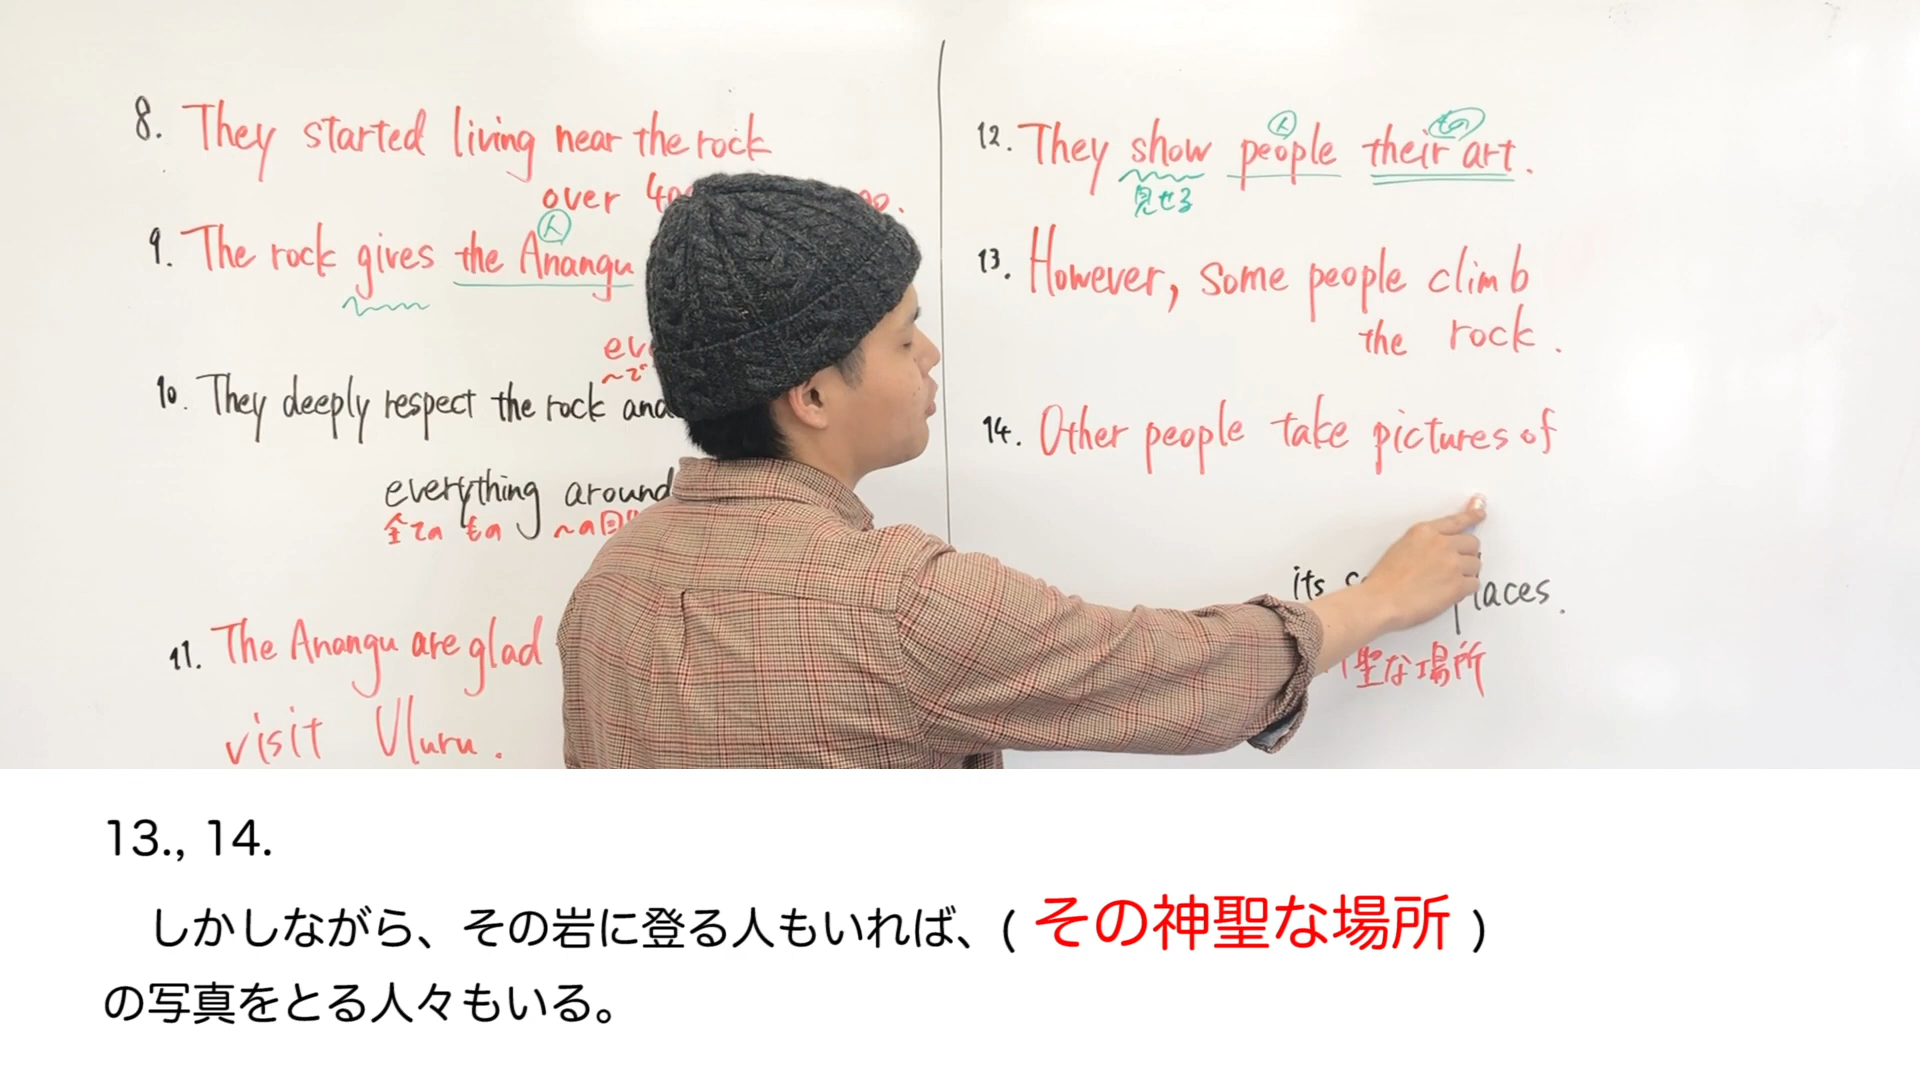 8. They started living near the rock
over
人
9. The rock gives the Anangu
10. They deeply respect the rock and
everything around
全ての もの
11. The Anangu are glad
visit Uluru.
人 もの
12. They show people their art.
見せる
13. However, some people climb
the rock.
14. Other people take pictures of
its places.
聖な場所
13., 14.
しかしながら、その岩に登る人もいれば、( その神聖な場所 )
の写真をとる人々もいる。